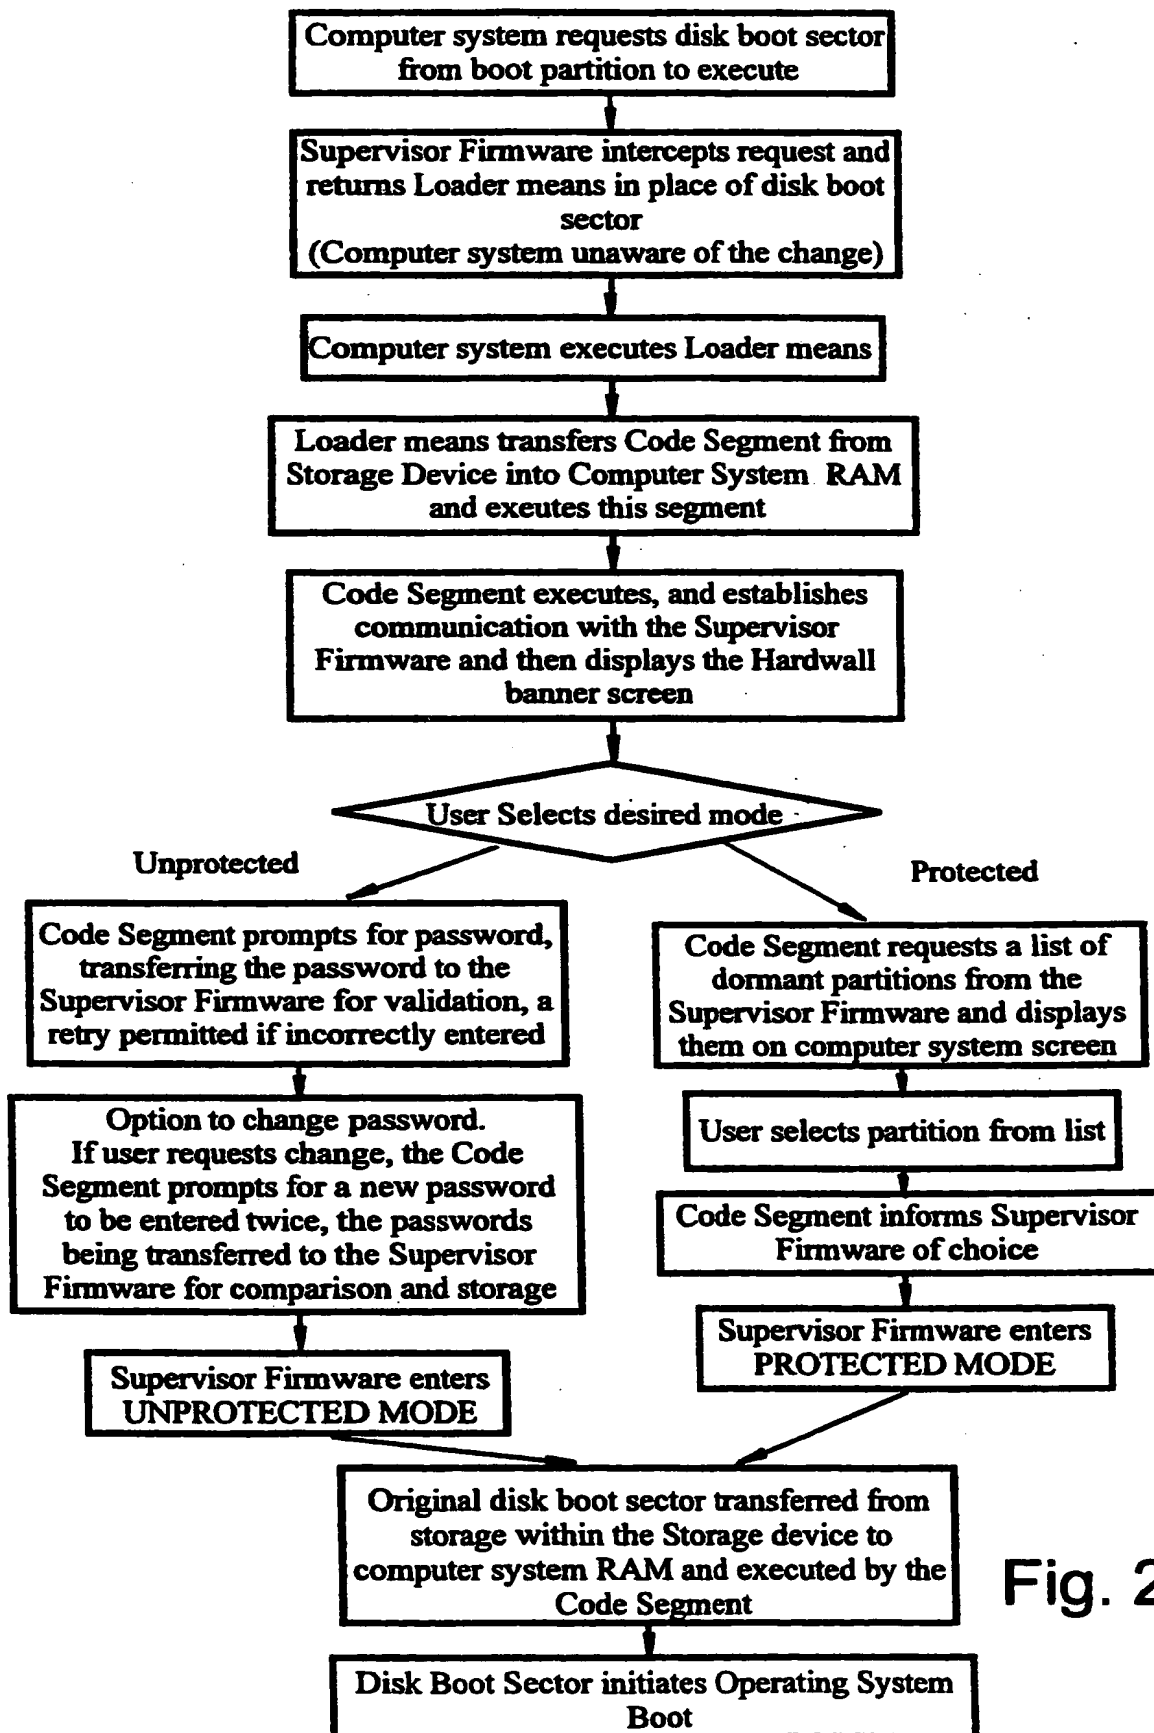 Computer system requests disk boot sector
from boot partition to execute
Supervisor Firmware intercepts request and
returns Loader means in place of disk boot
sector
(Computer system unaware of the change)
Computer system executes Loader means
Loader means transfers Code Segment from
Storage Device into Computer System RAM
and exeutes this segment
Code Segment executes, and establishes
communication with the Supervisor
Firmware and then displays the Hardwall
banner screen
User Selects desired mode
Unprotected
Protected
Code Segment prompts for password,
transferring the password to the
Supervisor Firmware for validation, a
retry permitted if incorrectly entered
Option to change password.
If user requests change, the Code
Segment prompts for a new password
to be entered twice, the passwords
being transferred to the Supervisor
Firmware for comparison and storage
Supervisor Firmware enters
UNPROTECTED MODE
Code Segment requests a list of
dormant partitions from the
Supervisor Firmware and displays
them on computer system screen
User selects partition from list
Code Segment informs Supervisor
Firmware of choice
Supervisor Firmware enters
PROTECTED MODE
Original disk boot sector transferred from
storage within the Storage device to
computer system RAM and executed by the
Code Segment
Fig. 2
Disk Boot Sector initiates Operating System
Boot